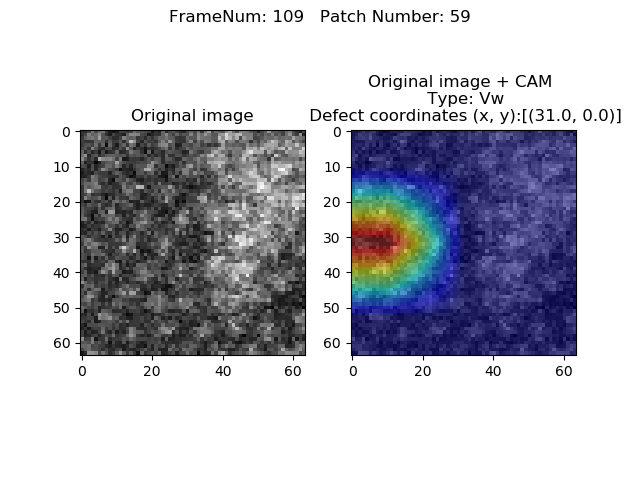 FrameNum: 109   Patch Number: 59
Original image
Original image + CAM
Type: Vw
Defect coordinates (x, y):[(31.0, 0.0)]
0
10
20
30
40
50
60
0 20 40 60
0
10
20
30
40
50
60
0 20 40 60